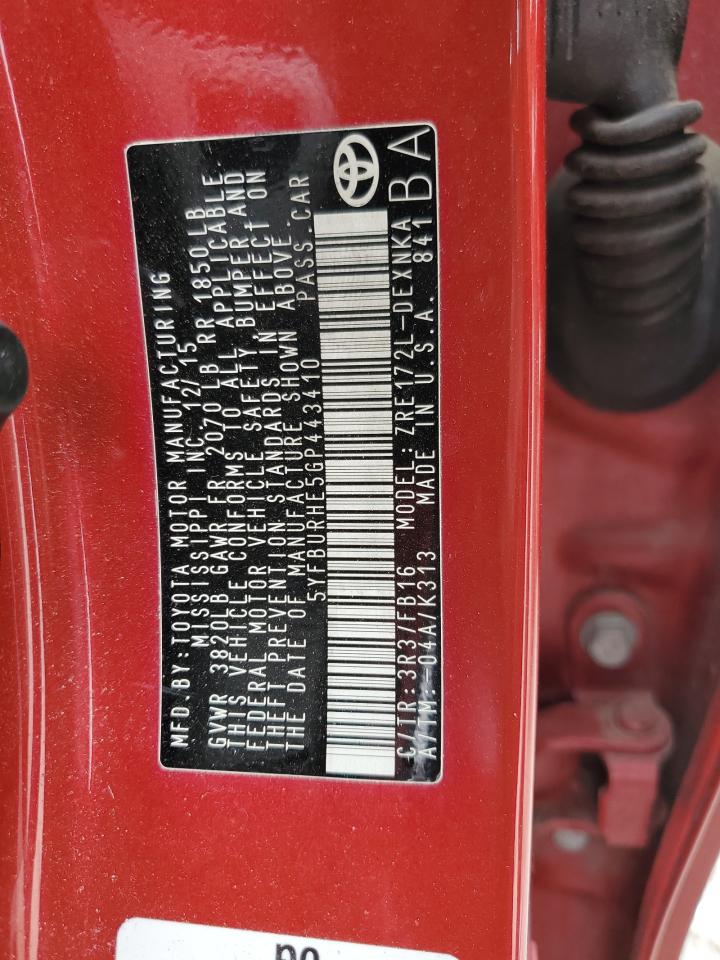 MFD.BY:TOYOTA MOTOR MANUFACTURING
MISSISSIPPI INC 12/15
GVWR 3820LB GAWR FR 2070 LB RR 1850 LB
THIS VEHICLE CONFORMS TO ALL APPLICABLE
FEDERAL MOTOR VEHICLE SAFETY BUMPER AND
THEFT PREVENTION STANDARDS IN EFFECT ON
THE DATE OF MANUFACTURE SHOWN ABOVE.
5YFBURHE5GP443410 PASS.CAR
C/TR:3R3/FB16 MODEL:ZRE172L-DEXNKA
A/TM:-04A/K313 MADE IN U.S.A. 841
BA